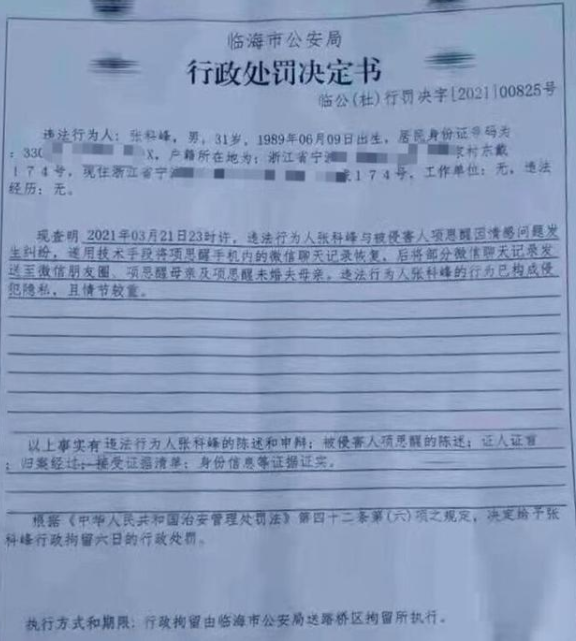 临海市公安局
行政处罚决定书
临公(杜)行罚决字[2021]00825号
违法行为人：张科峰，男，31岁，1989年06月09日出生，居民身份证号码为
：330 X，户籍所在地为：浙江省宁 村东戴
174号，现住浙江省宁 174号，工作单位：无，违法
经历：无。
现查明 2021年03月21日23时许，违法行为人张科峰与被侵害人项思醒因情感问题发
生纠纷，遂用技术手段将项思醒手机内的微信聊天记录恢复，后将部分微信聊天记录发
送至微信朋友圈、项思醒母亲及项思醒未婚夫母亲。违法行为人张科峰的行为已构成侵
犯隐私，且情节较重。
以上事实有违法行为人张科峰的陈述和申辩；被侵害人项思醒的陈述；证人证言
；归案经过；接受证据清单；身份信息等证据证实。
根据《中华人民共和国治安管理处罚法》第四十二条第(六)项之规定，决定给予张
科峰行政拘留六日的行政处罚。
执行方式和期限：行政拘留由临海市公安局送路桥区拘留所执行。